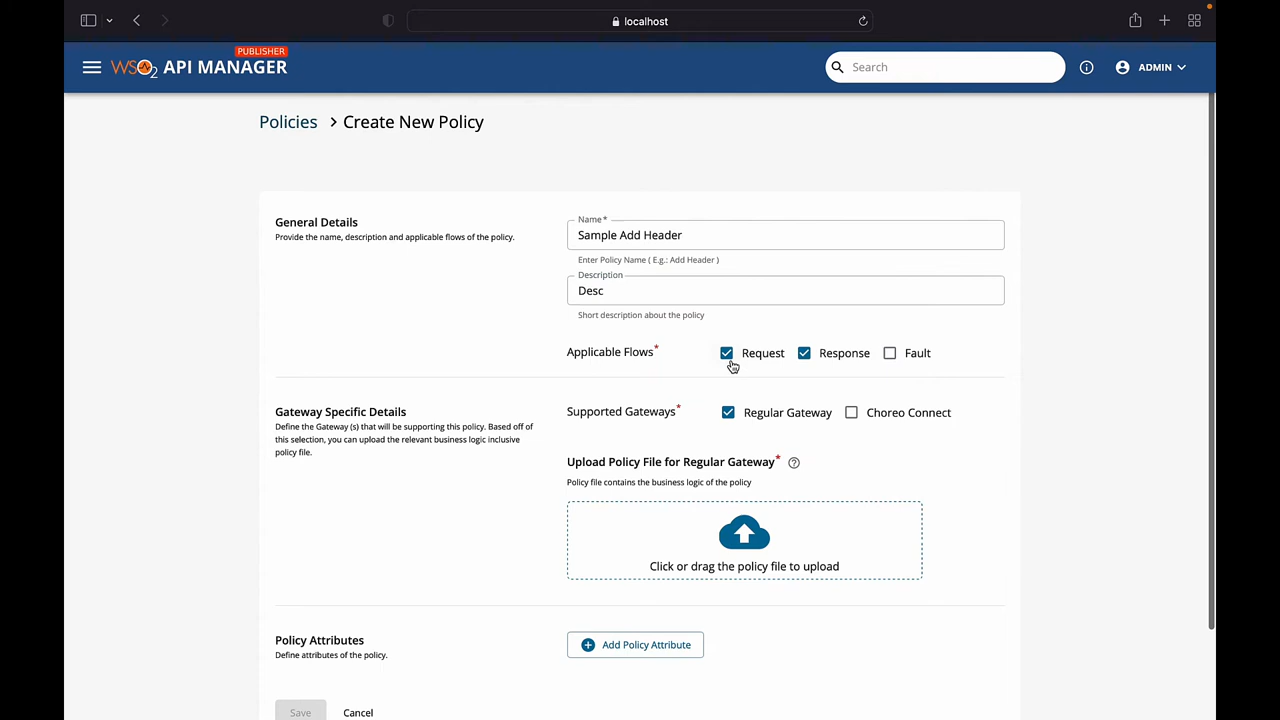 localhost
PUBLISHER
WSO2 API MANAGER
Search
ADMIN
Policies > Create New Policy
General Details
Provide the name, description and applicable flows of the policy.
Name*
Sample Add Header
Enter Policy Name ( E.g.: Add Header )
Description
Desc
Short description about the policy
Applicable Flows*
Request
Response
Fault
Gateway Specific Details
Define the Gateway (s) that will be supporting this policy. Based off of
this selection, you can upload the relevant business logic inclusive
policy file.
Supported Gateways*
Regular Gateway
Choreo Connect
Upload Policy File for Regular Gateway*
Policy file contains the business logic of the policy
Click or drag the policy file to upload
Policy Attributes
Define attributes of the policy.
Add Policy Attribute
Save
Cancel